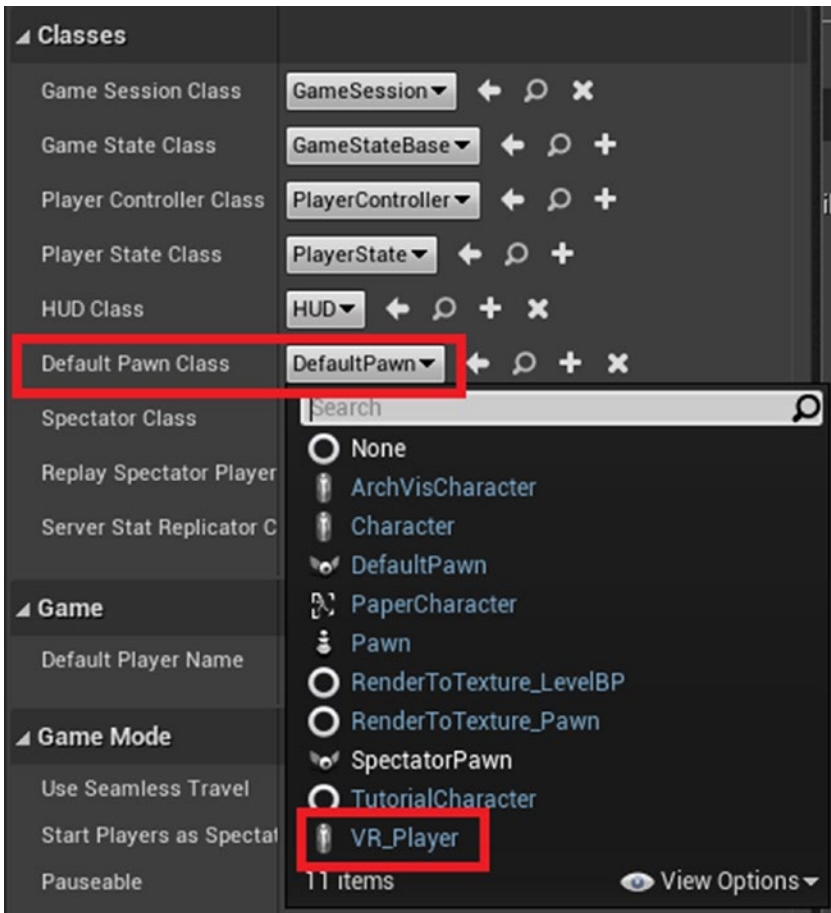 Classes
Game Session Class GameSession
Game State Class GameStateBase
Player Controller Class PlayerController
Player State Class PlayerState
HUD Class HUD
Default Pawn Class DefaultPawn
Spectator Class
Replay Spectator Player
Server Stat Replicator C
Search
None
ArchVisCharacter
Character
DefaultPawn
PaperCharacter
Pawn
RenderToTexture_LevelBP
RenderToTexture_Pawn
SpectatorPawn
TutorialCharacter
VR_Player
11 items View Options
Game
Default Player Name
Game Mode
Use Seamless Travel
Start Players as Spectat
Pauseable